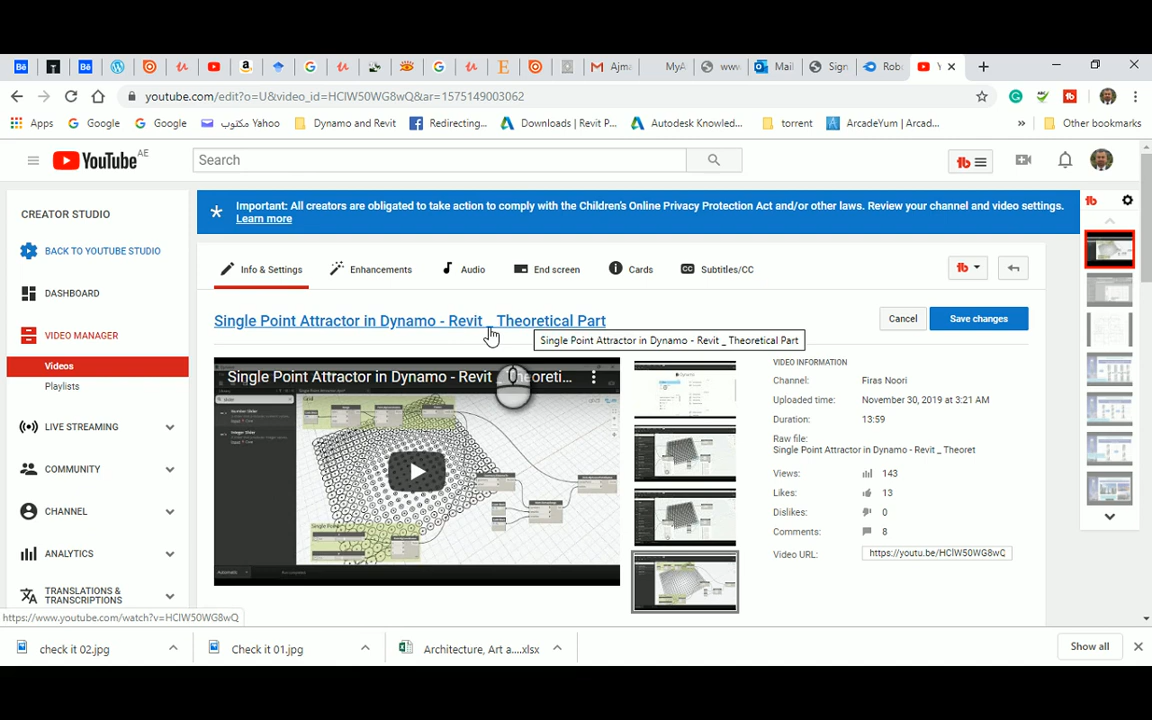 Ajma
MyA
www
Mail
Sign
Rob
Y
youtube.com/edit?o=U&video_id=HClW50WG8wQ&ar=1575149003062
Apps
Google
Google
Yahoo مكتوب
Dynamo and Revit
Redirecting...
Downloads | Revit P...
Autodesk Knowled...
torrent
ArcadeYum | Arcad...
»
Other bookmarks
YouTube AE
Search
CREATOR STUDIO
Important: All creators are obligated to take action to comply with the Children's Online Privacy Protection Act and/or other laws. Review your channel and video settings.
Learn more
BACK TO YOUTUBE STUDIO
Info & Settings
Enhancements
Audio
End screen
Cards
CC Subtitles/CC
DASHBOARD
Single Point Attractor in Dynamo - Revit _ Theoretical Part
Cancel
Save changes
VIDEO MANAGER
Single Point Attractor in Dynamo - Revit _ Theoretical Part
Videos
Playlists
Single Point Attractor in Dynamo - Revit _ Theoreti...
VIDEO INFORMATION
Channel: Firas Noori
Uploaded time: November 30, 2019 at 3:21 AM
Duration: 13:59
Raw file:
Single Point Attractor in Dynamo - Revit _ Theoret
Views: 143
Likes: 13
Dislikes: 0
Comments: 8
Video URL: https://youtu.be/HClW50WG8wQ
LIVE STREAMING
COMMUNITY
CHANNEL
ANALYTICS
TRANSLATIONS &
TRANSCRIPTIONS
https://www.youtube.com/watch?v=HClW50WG8wQ
check it 02.jpg
Check it 01.jpg
Architecture, Art a....xlsx
Show all